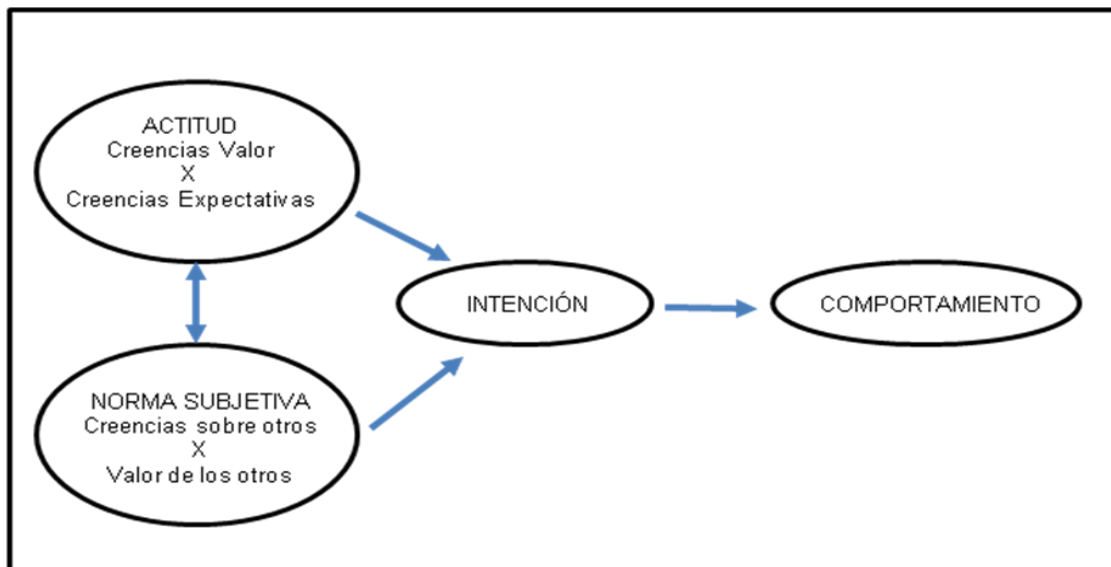 ACTITUD
Creencias Valor
X
Creencias Expectativas
INTENCIÓN
COMPORTAMIENTO
NORMA SUBJETIVA
Creencias sobre otros
X
Valor de los otros